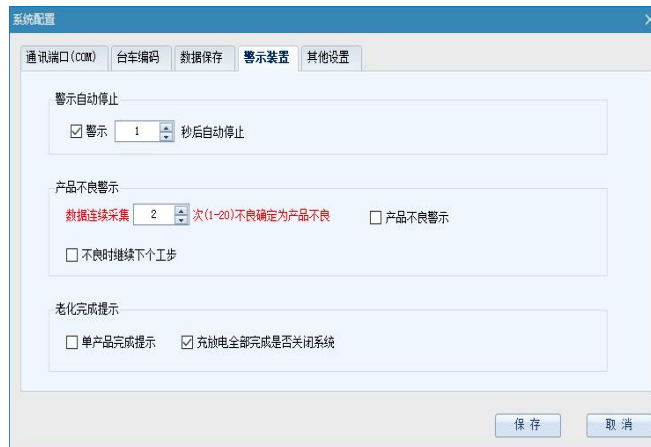 系统配置
通讯端口(COM) 台车编码 数据保存 警示装置 其他设置
警示自动停止
警示 1 秒后自动停止
产品不良警示
数据连续采集 2 次(1-20)不良确定为产品不良 产品不良警示
不良时继续下个工步
老化完成提示
单产品完成提示 充放电全部完成是否关闭系统
保存 取消